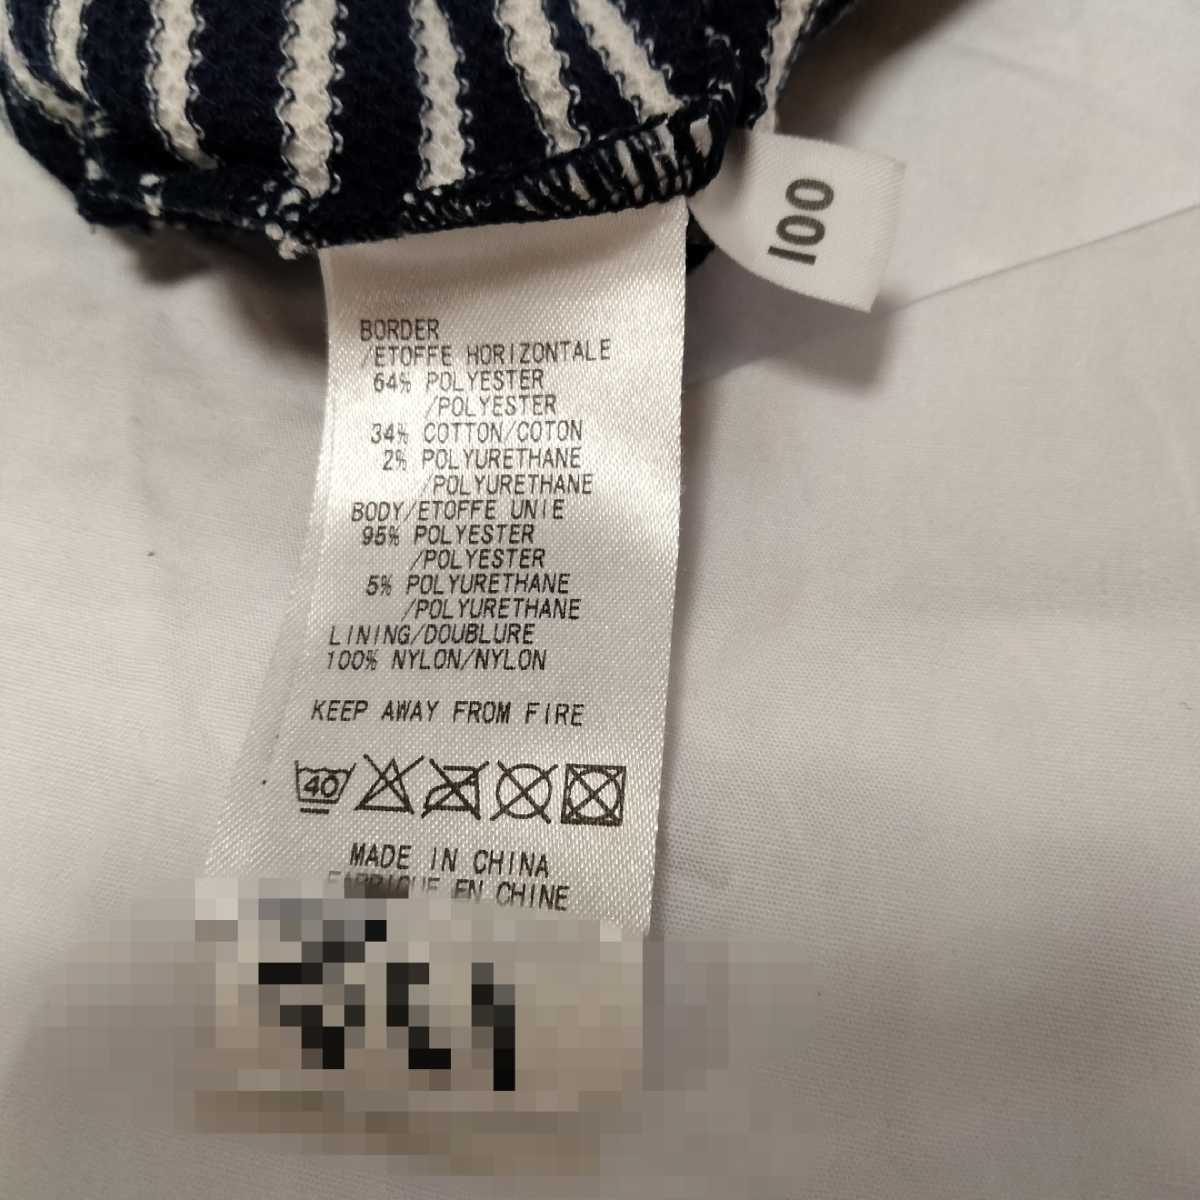 100
BORDER
/ETOFFE HORIZONTALE
64% POLYESTER
/POLYESTER
34% COTTON/COTON
2% POLYURETHANE
/POLYURETHANE
BODY/ETOFFE UNIE
95% POLYESTER
/POLYESTER
5% POLYURETHANE
/POLYURETHANE
LINING/DOUBLURE
100% NYLON/NYLON
KEEP AWAY FROM FIRE
40
MADE IN CHINA
FABRIQUE EN CHINE